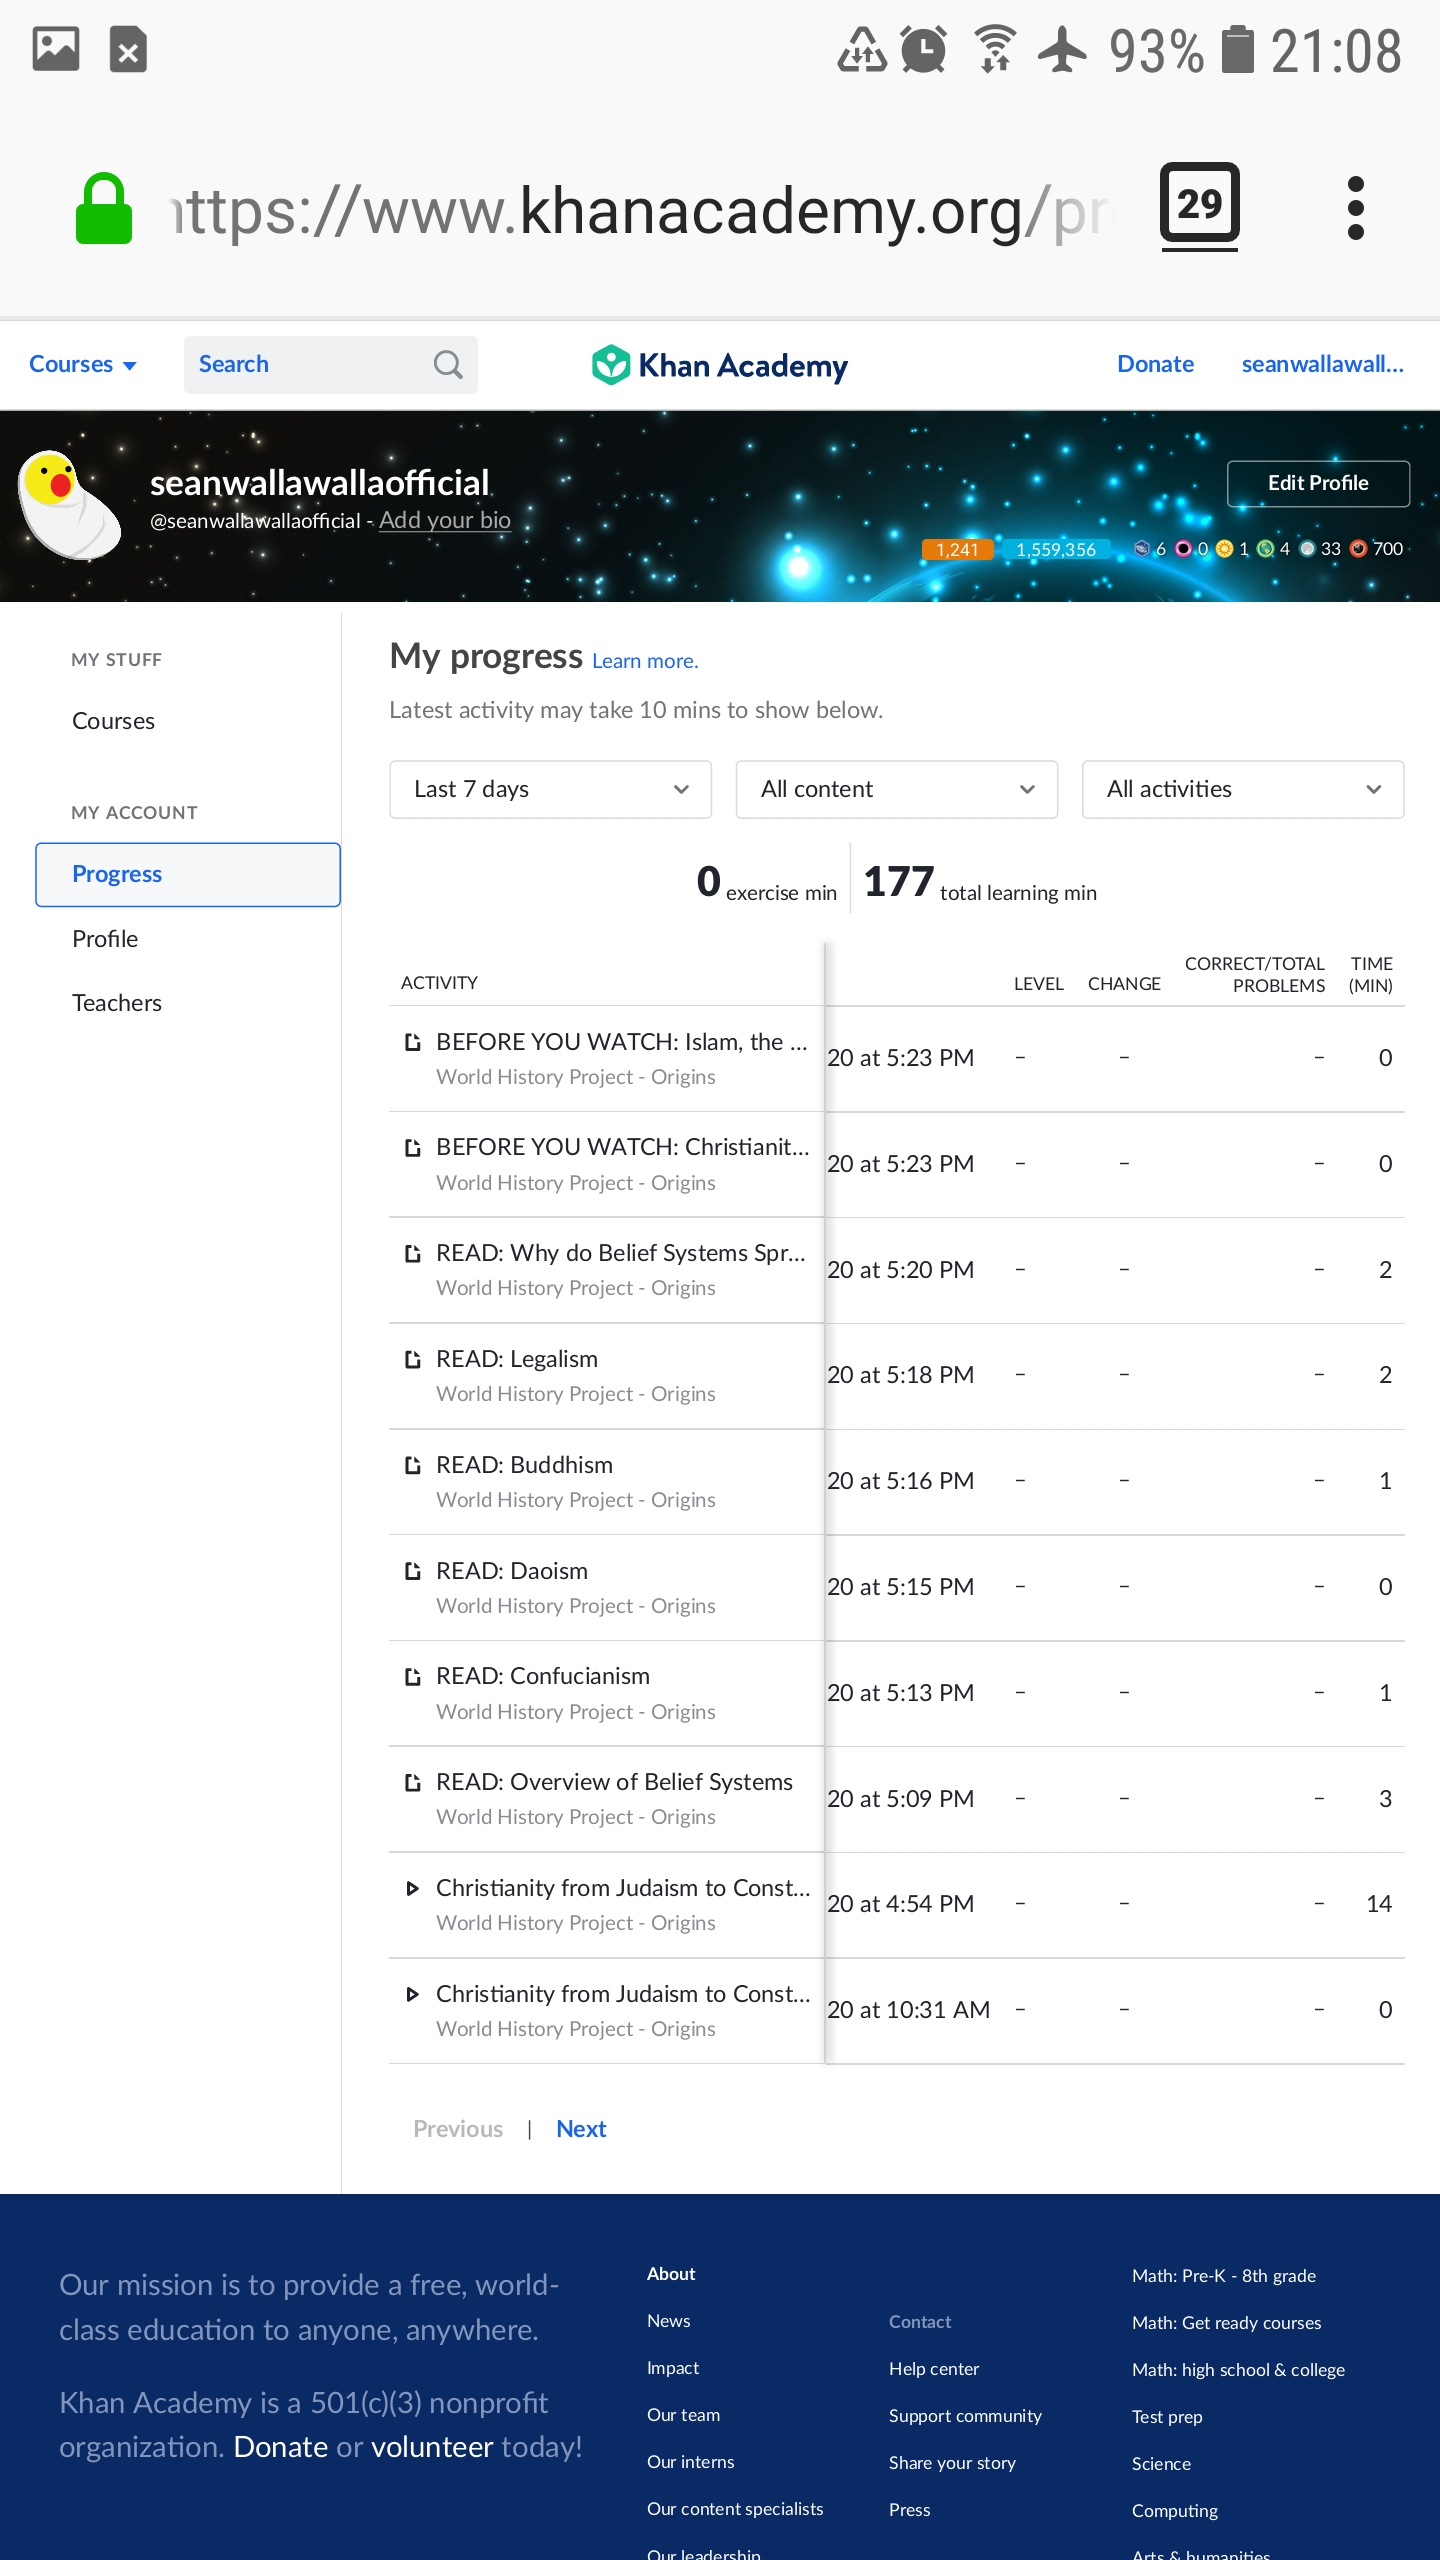 93% 21:08
https://www.khanacademy.org/pr
29
Courses
Search
Khan Academy
Donate
seanwallawall...
seanwallawallaofficial
@seanwallawallaofficial - Add your bio
Edit Profile
1,241 1,559,356 6 0 1 4 33 700
MY STUFF
Courses
MY ACCOUNT
Progress
Profile
Teachers
My progress Learn more.
Latest activity may take 10 mins to show below.
Last 7 days
All content
All activities
0 exercise min
177 total learning min
ACTIVITY LEVEL CHANGE CORRECT/TOTAL PROBLEMS TIME (MIN)
BEFORE YOU WATCH: Islam, the ... 20 at 5:23 PM – – – 0
World History Project - Origins
BEFORE YOU WATCH: Christianit... 20 at 5:23 PM – – – 0
World History Project - Origins
READ: Why do Belief Systems Spr... 20 at 5:20 PM – – – 2
World History Project - Origins
READ: Legalism 20 at 5:18 PM – – – 2
World History Project - Origins
READ: Buddhism 20 at 5:16 PM – – – 1
World History Project - Origins
READ: Daoism 20 at 5:15 PM – – – 0
World History Project - Origins
READ: Confucianism 20 at 5:13 PM – – – 1
World History Project - Origins
READ: Overview of Belief Systems 20 at 5:09 PM – – – 3
World History Project - Origins
Christianity from Judaism to Const... 20 at 4:54 PM – – – 14
World History Project - Origins
Christianity from Judaism to Const... 20 at 10:31 AM – – – 0
World History Project - Origins
Previous | Next
Our mission is to provide a free, world-
class education to anyone, anywhere.
Khan Academy is a 501(c)(3) nonprofit
organization. Donate or volunteer today!
About
News
Impact
Our team
Our interns
Our content specialists
Our leadership
Contact
Help center
Support community
Share your story
Press
Math: Pre-K - 8th grade
Math: Get ready courses
Math: high school & college
Test prep
Science
Computing
Arts & humanities